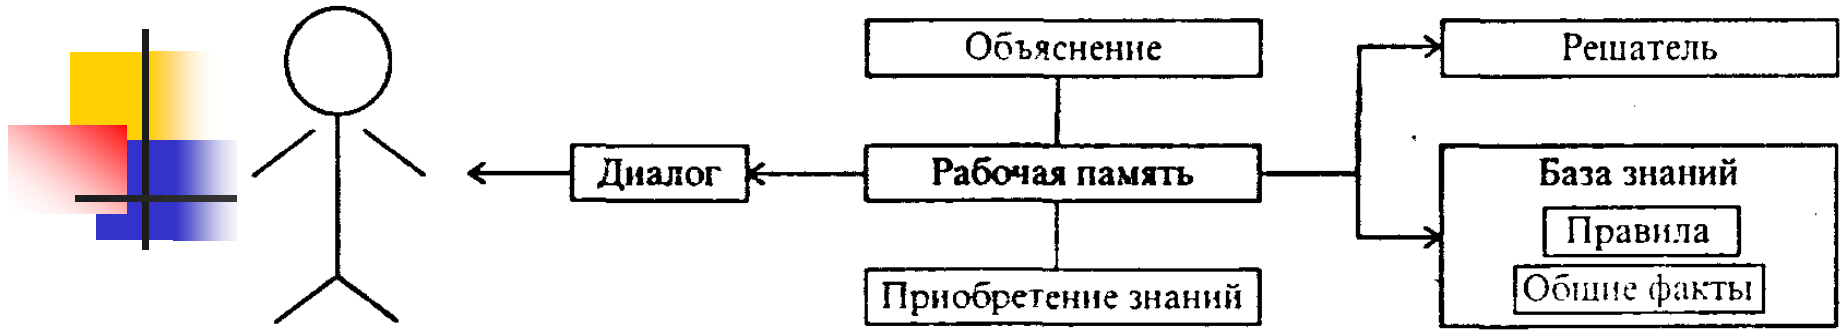 Объяснение
Решатель
Диалог
Рабочая память
База знаний
Правила
Общие факты
Приобретение знаний